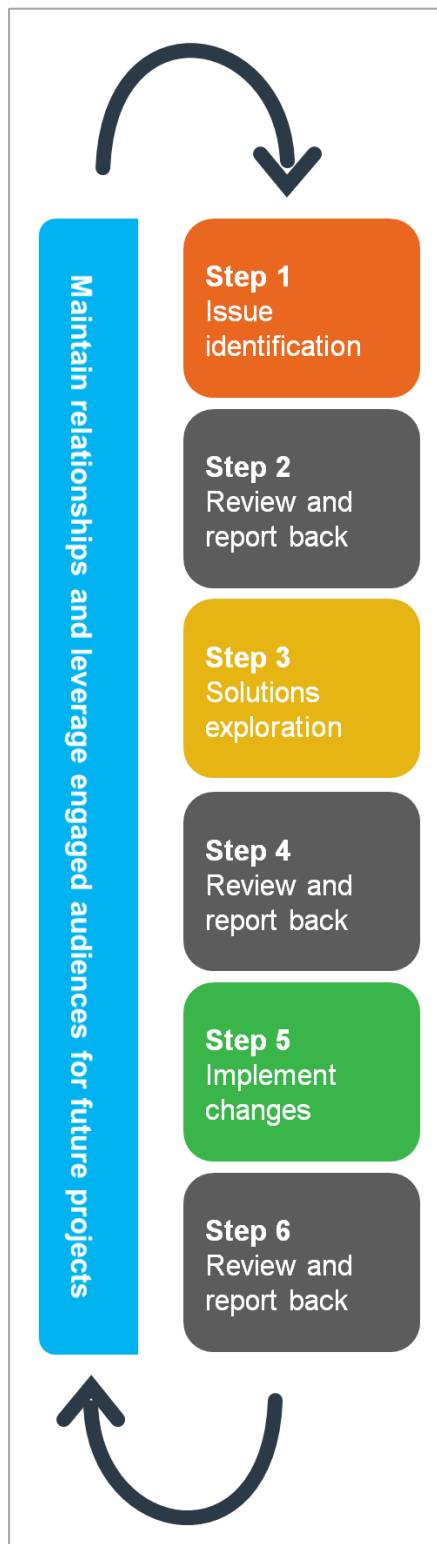 Maintain relationships and leverage engaged audiences for future projects
Step 1
Issue
identification
Step 2
Review and
report back
Step 3
Solutions
exploration
Step 4
Review and
report back
Step 5
Implement
changes
Step 6
Review and
report back